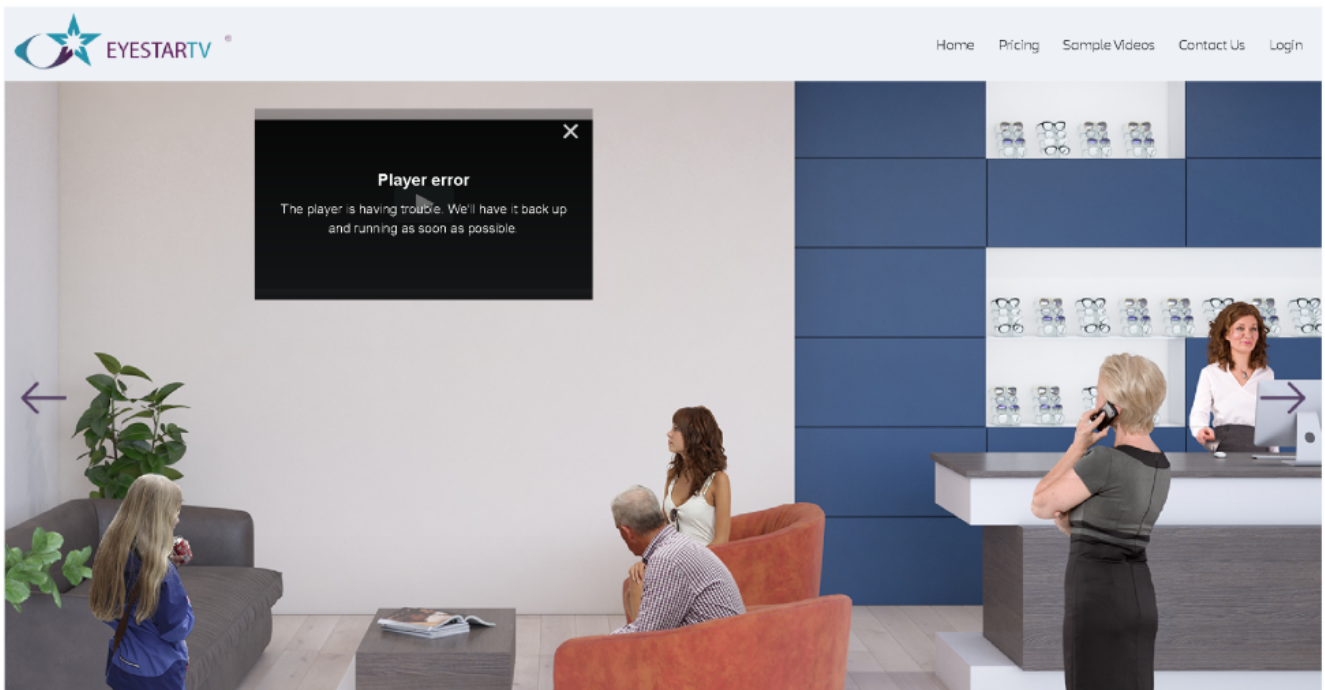 EYESTARTV ®
Home Pricing Sample Videos Contact Us Login
Player error
The player is having trouble. We'll have it back up
and running as soon as possible.